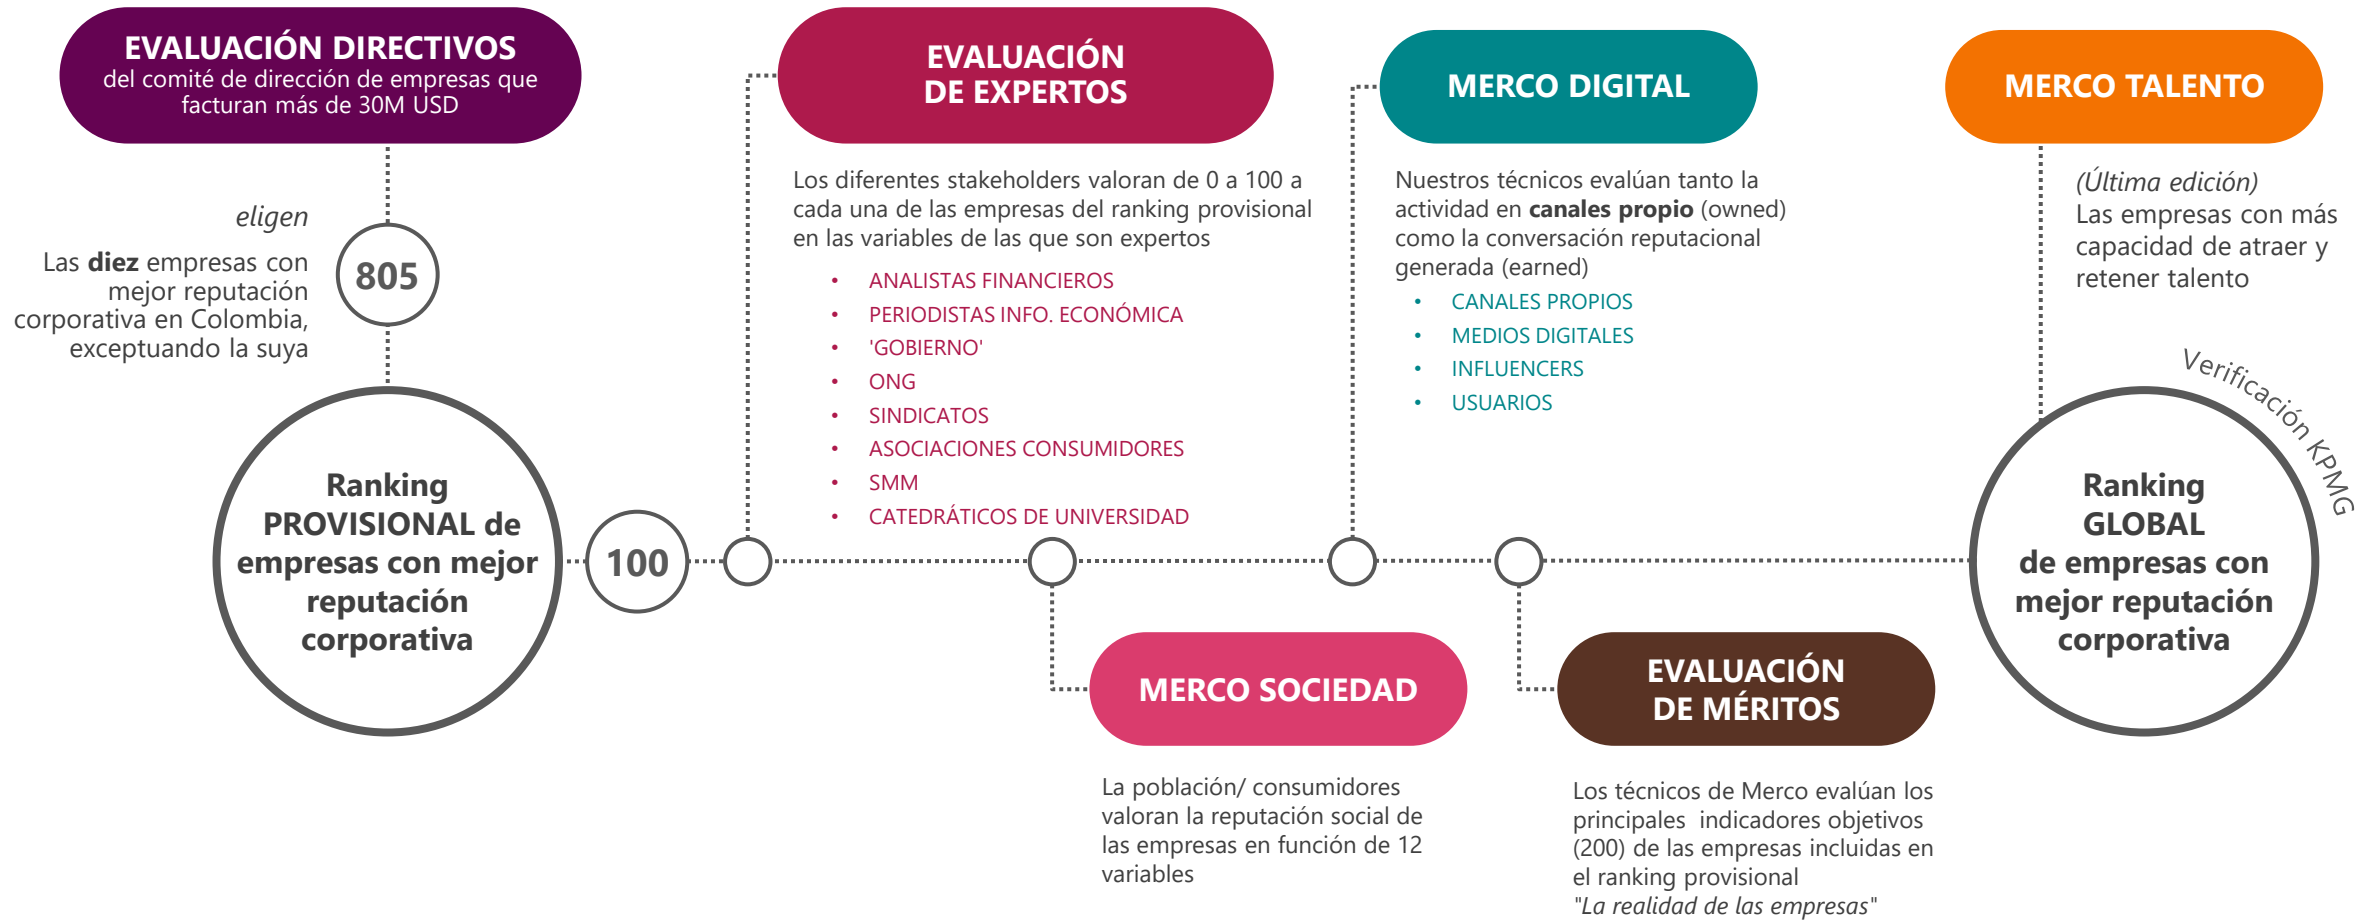 EVALUACIÓN DIRECTIVOS
del comité de dirección de empresas que
facturan más de 30M USD
eligen
Las diez empresas con
mejor reputación
corporativa en Colombia,
exceptuando la suya
805
Ranking
PROVISIONAL de
empresas con mejor
reputación
corporativa
100
EVALUACIÓN
DE EXPERTOS
Los diferentes stakeholders valoran de 0 a 100 a
cada una de las empresas del ranking provisional
en las variables de las que son expertos
• ANALISTAS FINANCIEROS
• PERIODISTAS INFO. ECONÓMICA
• 'GOBIERNO'
• ONG
• SINDICATOS
• ASOCIACIONES CONSUMIDORES
• SMM
• CATEDRÁTICOS DE UNIVERSIDAD
MERCO SOCIEDAD
La población/ consumidores
valoran la reputación social de
las empresas en función de 12
variables
MERCO DIGITAL
Nuestros técnicos evalúan tanto la
actividad en canales propio (owned)
como la conversación reputacional
generada (earned)
• CANALES PROPIOS
• MEDIOS DIGITALES
• INFLUENCERS
• USUARIOS
EVALUACIÓN
DE MÉRITOS
Los técnicos de Merco evalúan los
principales  indicadores objetivos
(200) de las empresas incluidas en
el ranking provisional
"La realidad de las empresas"
MERCO TALENTO
(Última edición)
Las empresas con más
capacidad de atraer y
retener talento
Verificación KPMG
Ranking
GLOBAL
de empresas con
mejor reputación
corporativa